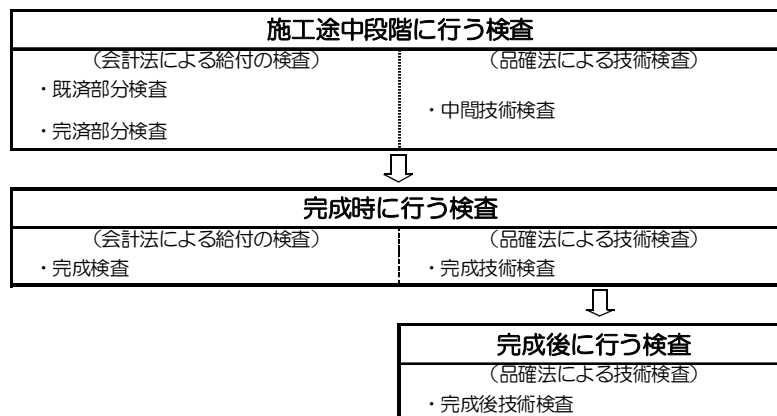 施工途中段階に行う検査
（会計法による給付の検査）
・既済部分検査
・完済部分検査
（品確法による技術検査）
・中間技術検査
完成時に行う検査
（会計法による給付の検査）
・完成検査
（品確法による技術検査）
・完成技術検査
完成後に行う検査
（品確法による技術検査）
・完成後技術検査